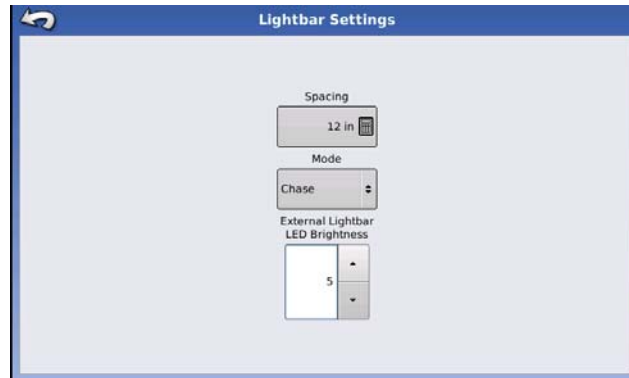 Lightbar Settings
Spacing
12 in
Mode
Chase
External Lightbar
LED Brightness
5